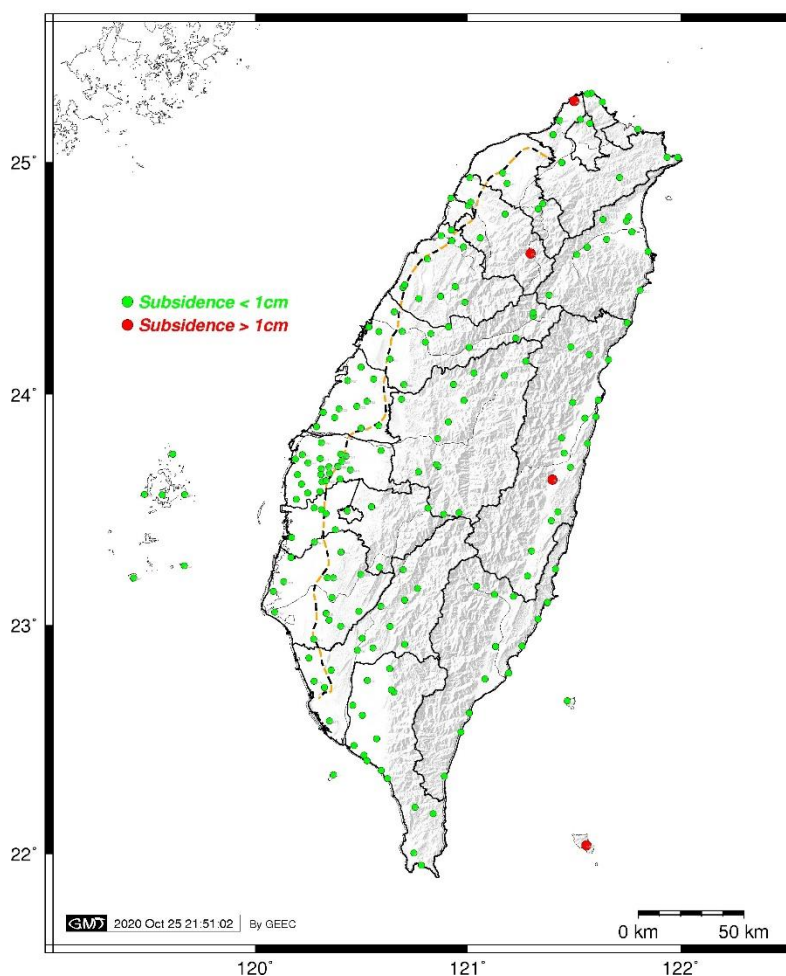 25°
Subsidence < 1cm
Subsidence > 1cm
24°
23°
22°
GMT 2020 Oct 25 21:51:02 By GEEC
0 km 50 km
120° 121° 122°